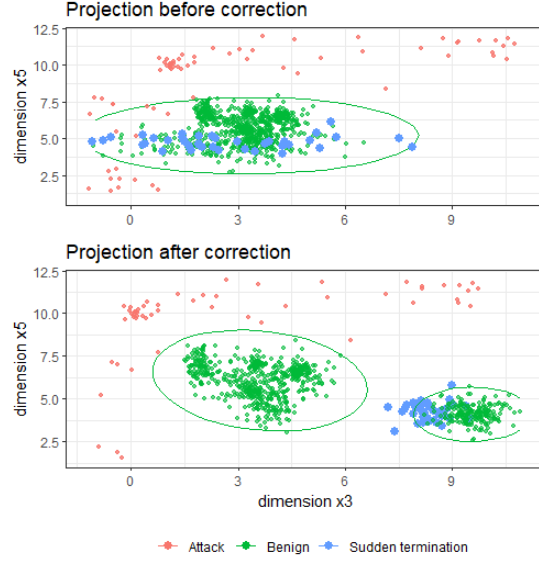 Projection before correction
12.5
10.0
7.5
5.0
2.5
dimension x5
0 3 6 9
Projection after correction
12.5
10.0
7.5
5.0
2.5
dimension x5
0 3 6 9
dimension x3
Attack Benign Sudden termination